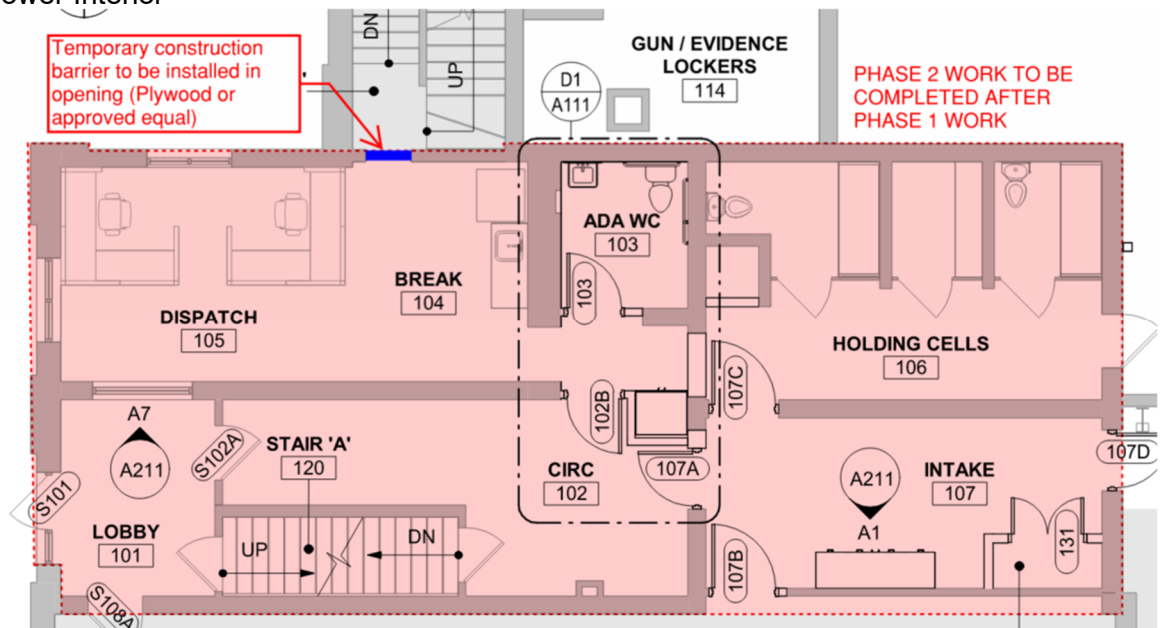 ower Interior
Temporary construction
barrier to be installed in
opening (Plywood or
approved equal)
DN
UP
GUN / EVIDENCE
LOCKERS
114
D1
A111
PHASE 2 WORK TO BE
COMPLETED AFTER
PHASE 1 WORK
ADA WC
103
103
BREAK
104
DISPATCH
105
HOLDING CELLS
106
107C
102B
A7
A211
S102A
STAIR 'A'
120
CIRC
102
107A
A211
A1
INTAKE
107
107D
S101
LOBBY
101
UP
DN
107B
131
S108A